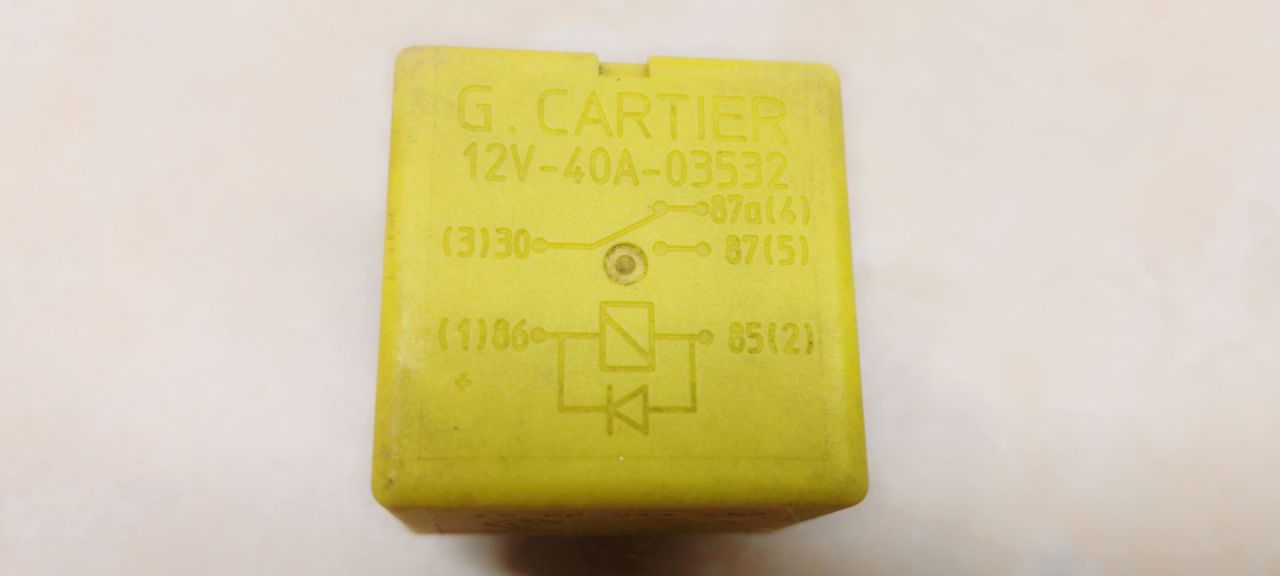 G. CARTIER
12V-40A-03532
87a(4)
(3)30 87(5)
(1)86 85(2)
+